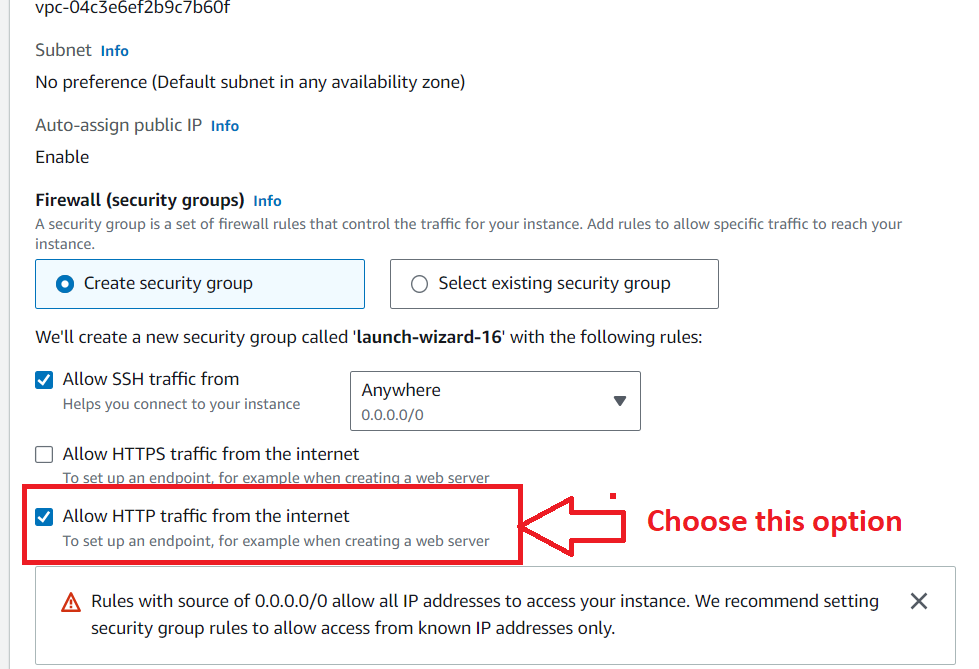 vpc-04c3e6ef2b9c7b60f
Subnet Info
No preference (Default subnet in any availability zone)
Auto-assign public IP Info
Enable
Firewall (security groups) Info
A security group is a set of firewall rules that control the traffic for your instance. Add rules to allow specific traffic to reach your
instance.
Create security group
Select existing security group
We'll create a new security group called 'launch-wizard-16' with the following rules:
Allow SSH traffic from
Helps you connect to your instance
Anywhere
0.0.0.0/0
Allow HTTPS traffic from the internet
To set up an endpoint, for example when creating a web server
Allow HTTP traffic from the internet
To set up an endpoint, for example when creating a web server
Choose this option
Rules with source of 0.0.0.0/0 allow all IP addresses to access your instance. We recommend setting
security group rules to allow access from known IP addresses only.